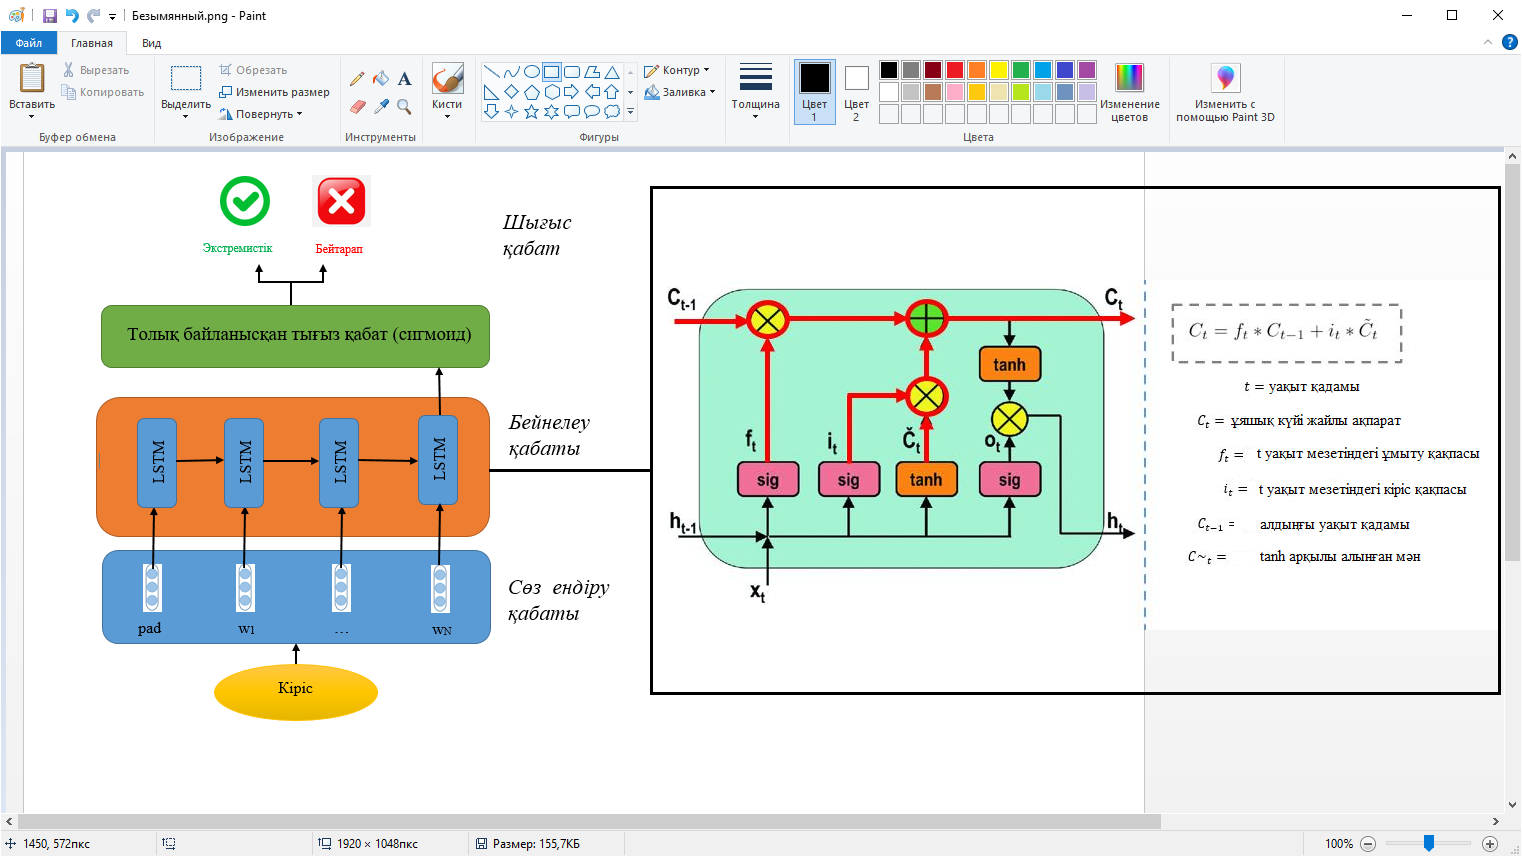 Безымянный.png - Paint
Файл
Главная
Вид
Вставить
Вырезать
Копировать
Буфер обмена
Выделить
Обрезать
Изменить размер
Повернуть
Изображение
A
Инструменты
Кисти
Фигуры
Контур
Заливка
Толщина
Цвет 1
Цвет 2
Изменение цветов
Цвета
Изменить с помощью Paint 3D
Экстремистік
Бейтарап
Шығыс
қабат
Толық байланысқан тығыз қабат (сигмоид)
Бейнелеу
қабаты
LSTM
LSTM
LSTM
LSTM
Сөз ендіру
қабаты
pad
w1
...
wN
Кіріс
Ct-1
Ct
tanh
ft
it
Čt
ot
sig
sig
tanh
sig
ht-1
ht
xt
Ct = ft * Ct−1 + it * C̃t
t = уақыт қадамы
Ct = ұяшық күйі жайлы ақпарат
ft = t уақыт мезетіндегі ұмыту қақпасы
it = t уақыт мезетіндегі кіріс қақпасы
Ct−1 = алдыңғы уақыт қадамы
C~t = tanh арқылы алынған мән
1450, 572пкс
1920 × 1048пкс
Размер: 155,7КБ
100%